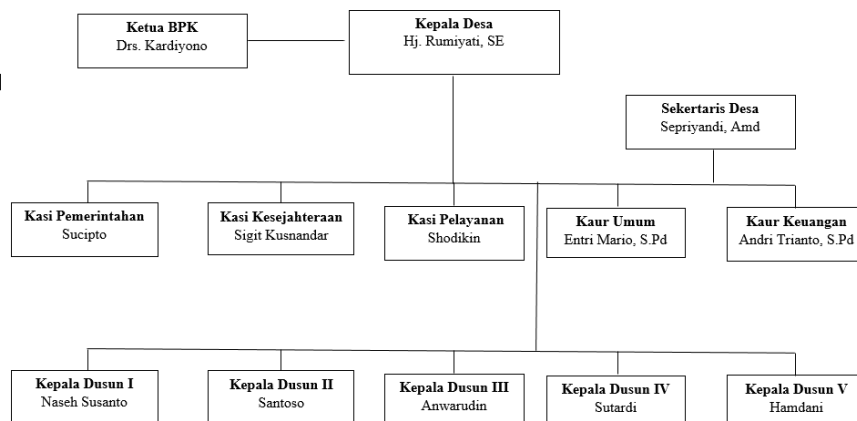 Ketua BPK
Drs. Kardiyono
Kepala Desa
Hj. Rumiyati, SE
Sekertaris Desa
Sepriyandi, Amd
Kasi Pemerintahan
Sucipto
Kasi Kesejahteraan
Sigit Kusnandar
Kasi Pelayanan
Shodikin
Kaur Umum
Entri Mario, S.Pd
Kaur Keuangan
Andri Trianto, S.Pd
Kepala Dusun I
Naseh Susanto
Kepala Dusun II
Santoso
Kepala Dusun III
Anwarudin
Kepala Dusun IV
Sutardi
Kepala Dusun V
Hamdani